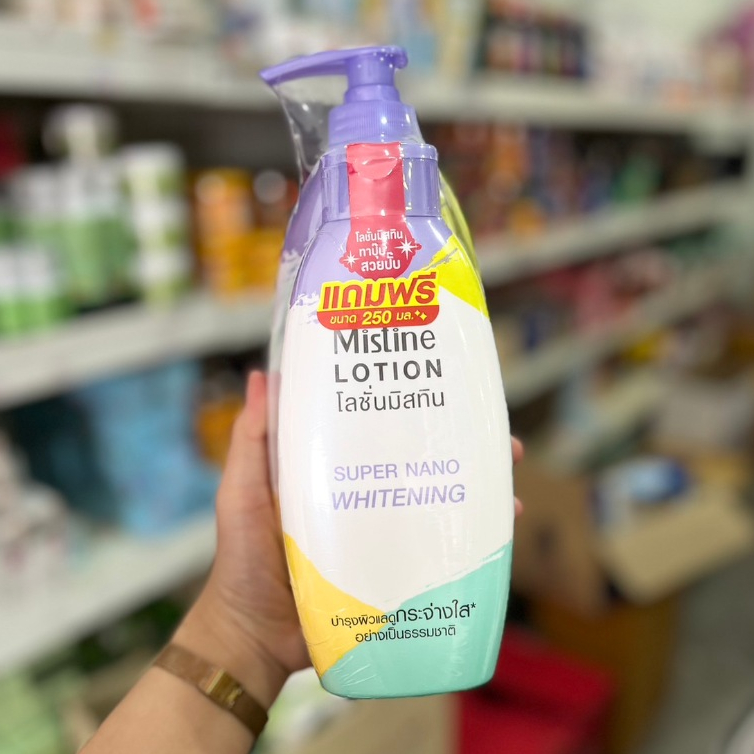 โลชั่นมิสทิน
ทาปุ๊บ
สวยปั๊บ
แถมฟรี
ขนาด 250 มล.
Mistine
LOTION
โลชั่นมิสทิน
SUPER NANO
WHITENING
บำรุงผิวแลดูกระจ่างใส*
อย่างเป็นธรรมชาติ